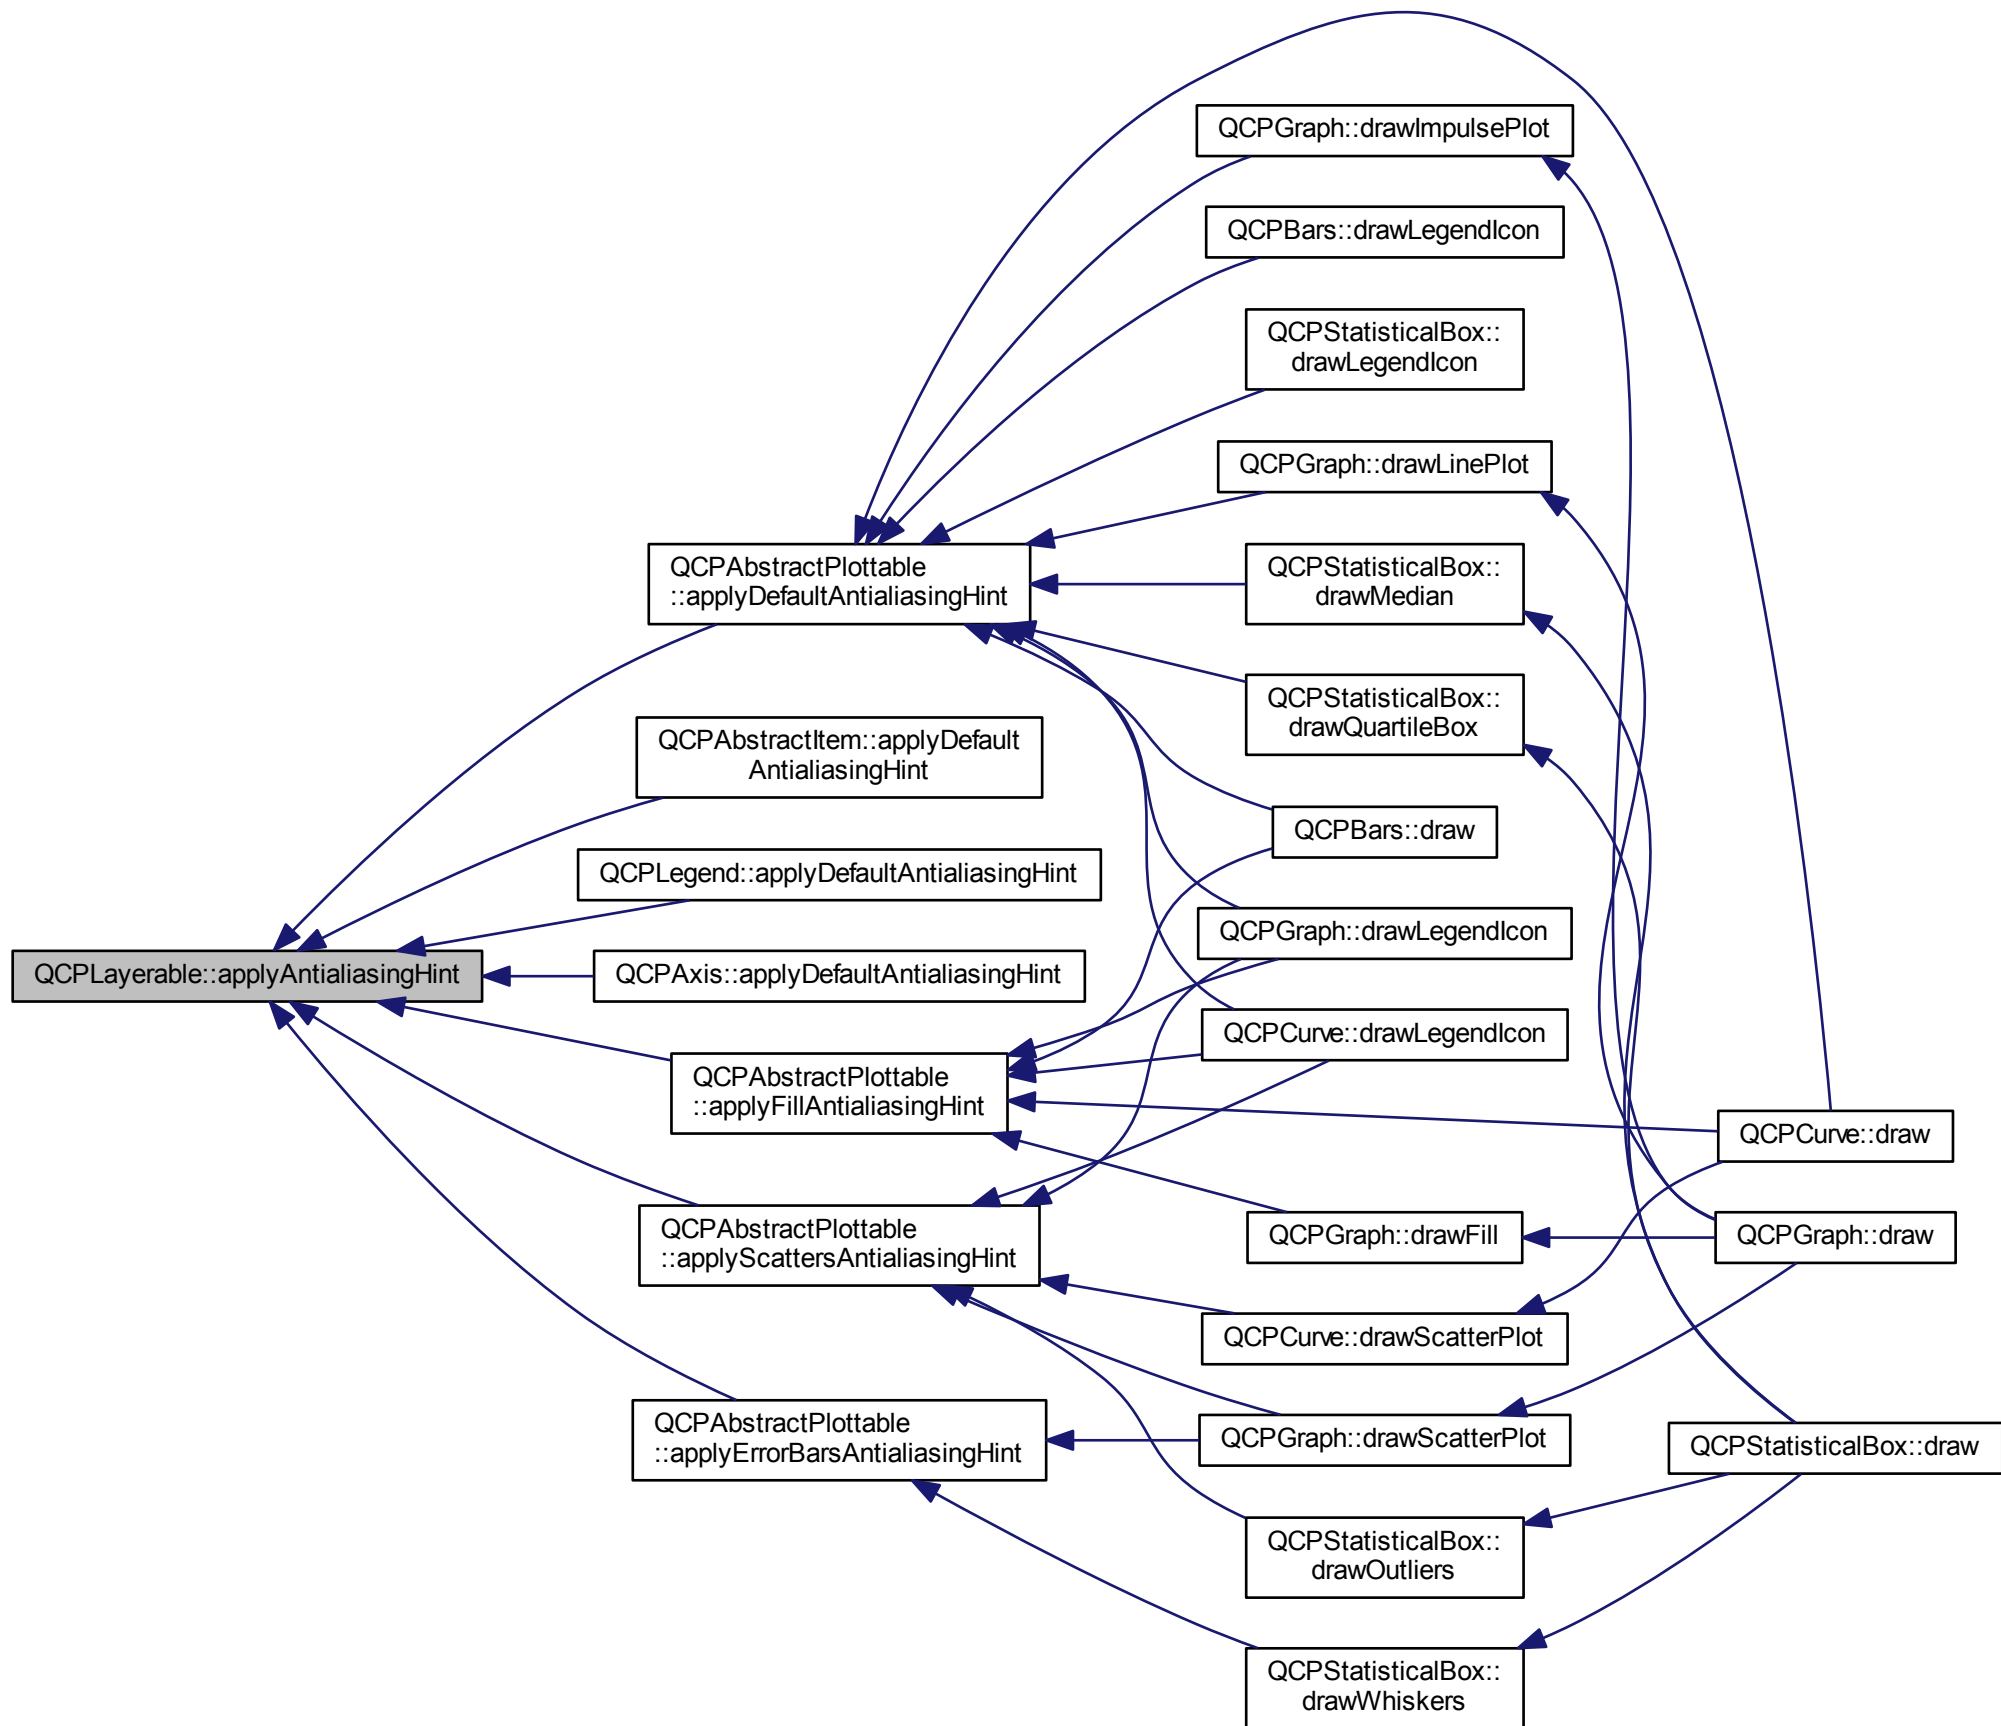 QCPGraph::drawImpulsePlot
QCPBars::drawLegendIcon
QCPStatisticalBox::
drawLegendIcon
QCPGraph::drawLinePlot
QCPAbstractPlottable
::applyDefaultAntialiasingHint
QCPStatisticalBox::
drawMedian
QCPStatisticalBox::
drawQuartileBox
QCPAbstractItem::applyDefault
AntialiasingHint
QCPBars::draw
QCPLegend::applyDefaultAntialiasingHint
QCPGraph::drawLegendIcon
QCPLayerable::applyAntialiasingHint
QCPAxis::applyDefaultAntialiasingHint
QCPCurve::drawLegendIcon
QCPAbstractPlottable
::applyFillAntialiasingHint
QCPCurve::draw
QCPAbstractPlottable
::applyScattersAntialiasingHint
QCPGraph::drawFill
QCPGraph::draw
QCPCurve::drawScatterPlot
QCPAbstractPlottable
::applyErrorBarsAntialiasingHint
QCPGraph::drawScatterPlot
QCPStatisticalBox::draw
QCPStatisticalBox::
drawOutliers
QCPStatisticalBox::
drawWhiskers